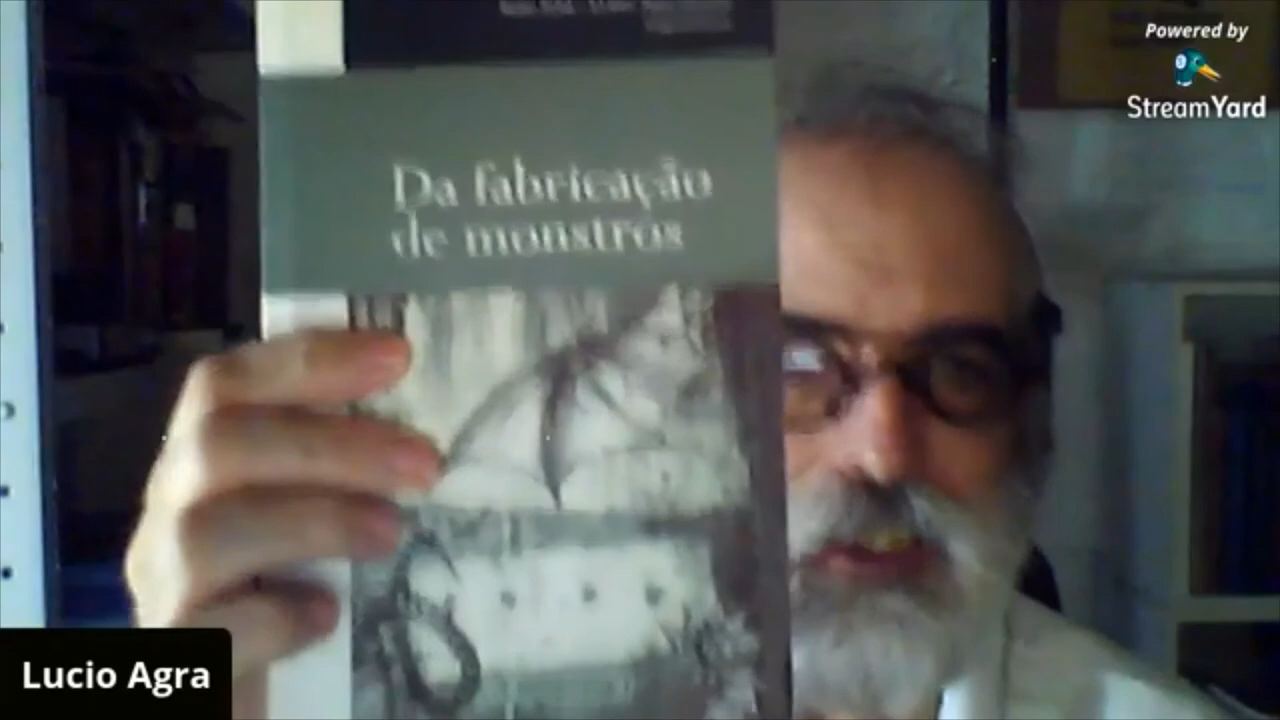 Powered by
StreamYard
Da fabricação
de monstros
Lucio Agra